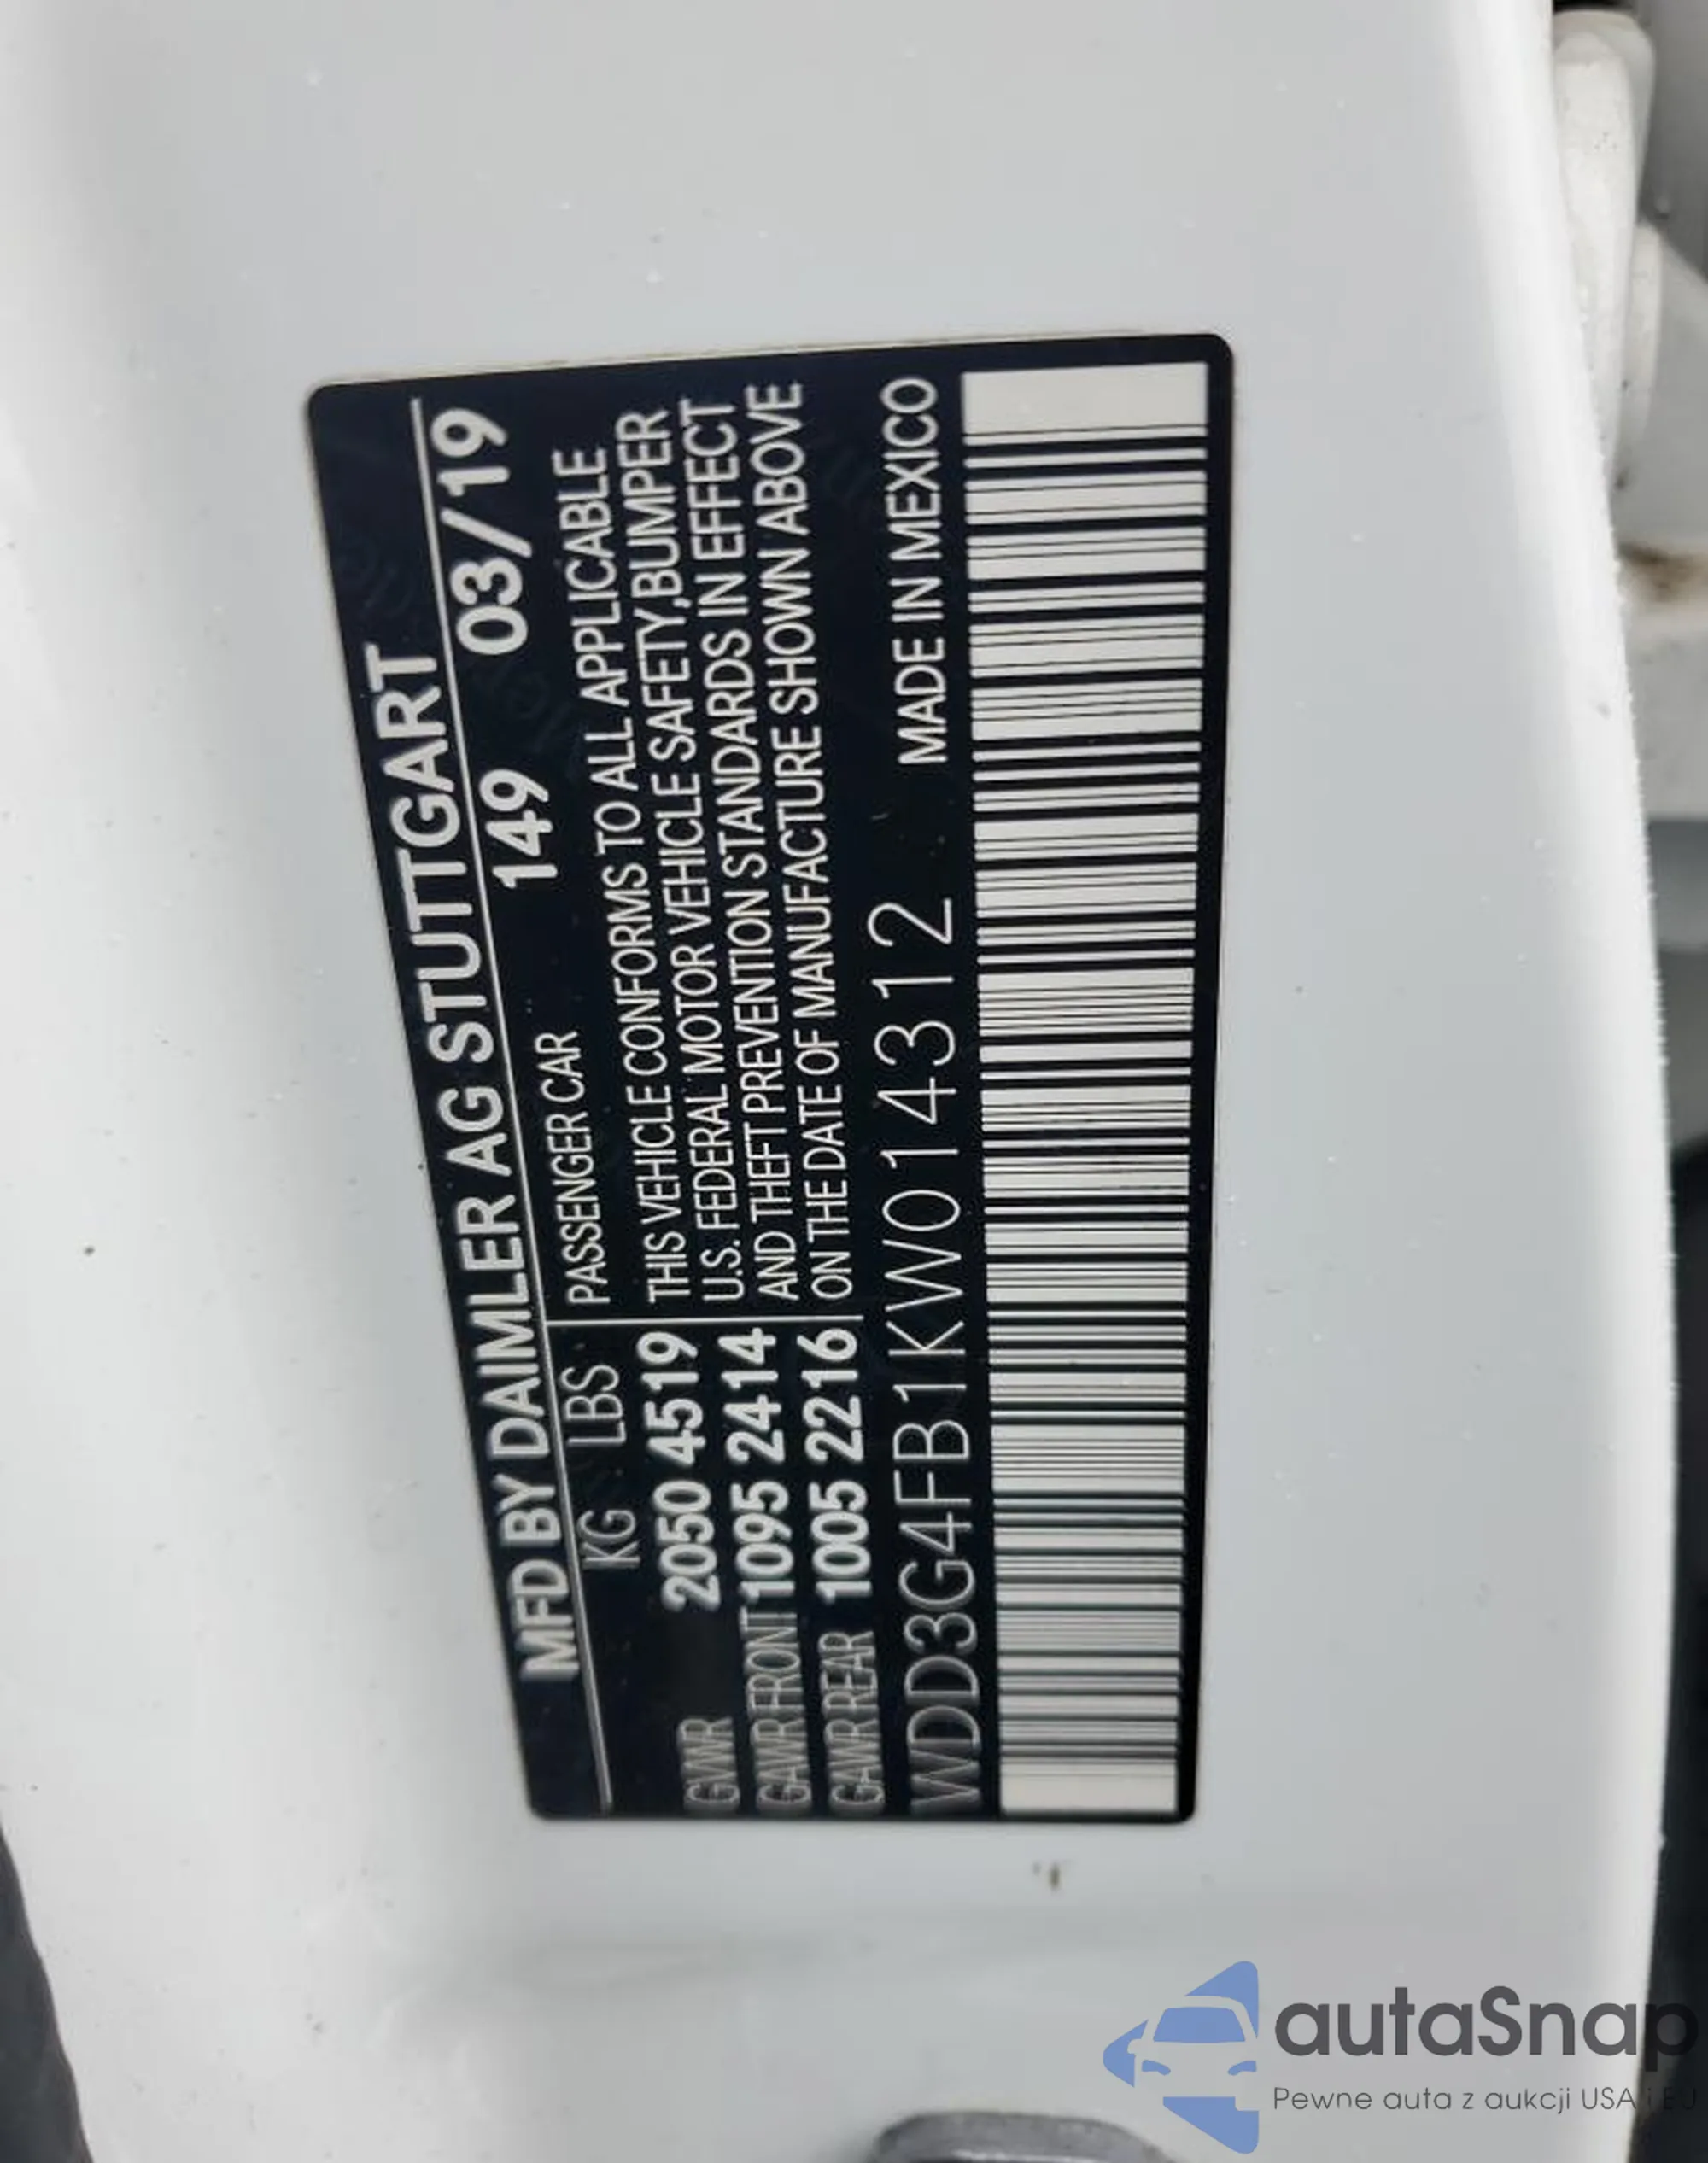 MFD BY DAIMLER AG STUTTGART
149 03/19
KG LBS PASSENGER CAR
GWWR 2050 4519
GAWR FRONT 1095 2414
GAWR REAR 1005 2216
THIS VEHICLE CONFORMS TO ALL APPLICABLE
U.S. FEDERAL MOTOR VEHICLE SAFETY,BUMPER
AND THEFT PREVENTION STANDARDS IN EFFECT
ON THE DATE OF MANUFACTURE SHOWN ABOVE
WDD3G4FB1KW014312 MADE IN MEXICO
autaSnap
Pewne auta z aukcji USA i EU